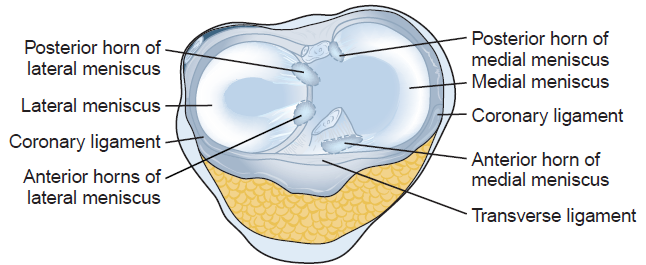 Posterior horn of
lateral meniscus
Lateral meniscus
Coronary ligament
Anterior horns of
lateral meniscus
Posterior horn of
medial meniscus
Medial meniscus
Coronary ligament
Anterior horn of
medial meniscus
Transverse ligament